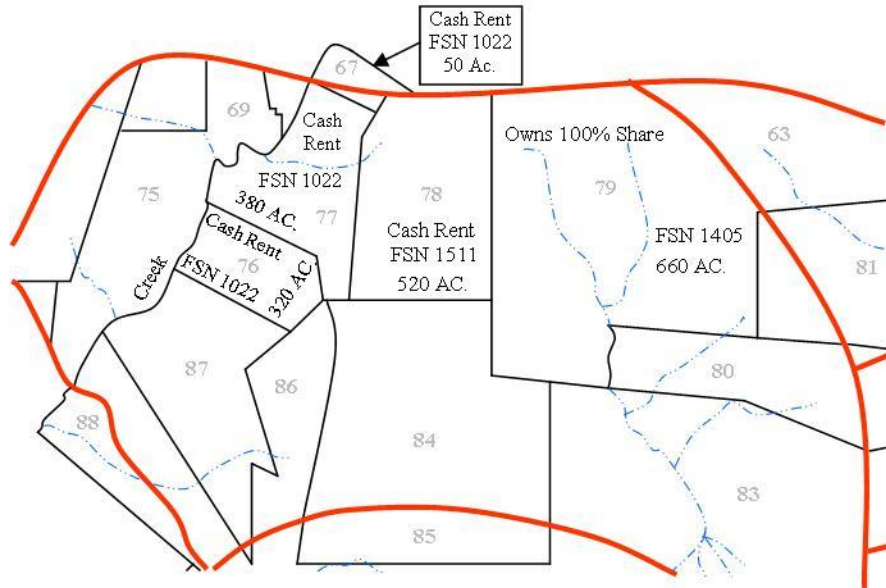 Cash Rent
FSN 1022
50 Ac.
67
69
Cash
Rent
FSN 1022
380 AC.
77
75
78
Cash Rent
FSN 1511
520 AC.
Owns 100% Share
79
FSN 1405
660 AC.
63
81
Cash Rent
76
FSN 1022
320 AC.
Creek
87
86
80
88
84
83
85